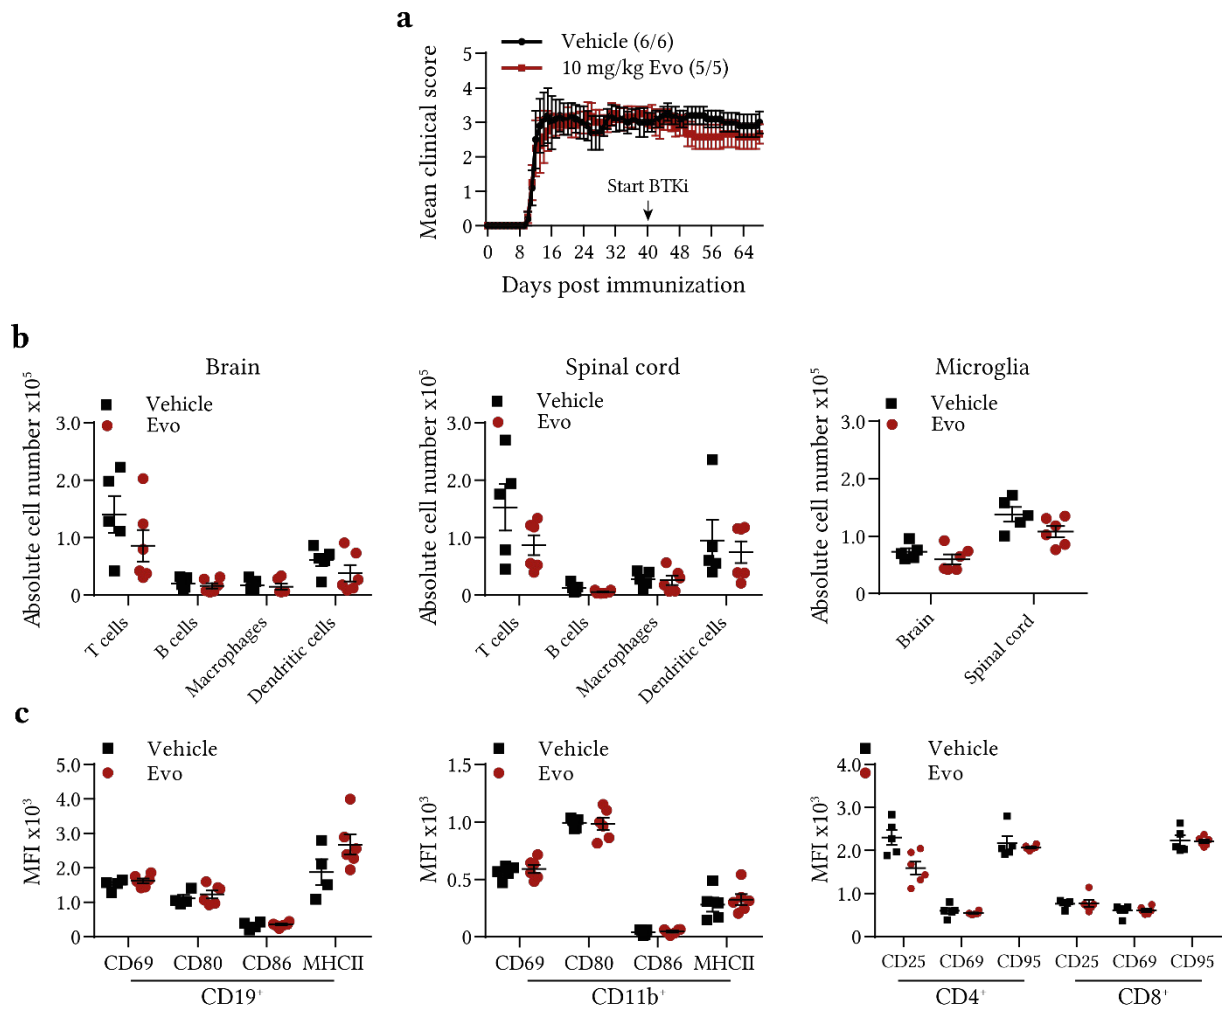 a
Vehicle (6/6)
10 mg/kg Evo (5/5)
Mean clinical score
5
4
3
2
1
0
Start BTKi
0 8 16 24 32 40 48 56 64
Days post immunization
b
Brain
Absolute cell number x10⁵
Vehicle
Evo
3.0
2.0
1.0
0
T cells
B cells
Macrophages
Dendritic cells
Spinal cord
Absolute cell number x10⁵
Vehicle
Evo
3.0
2.0
1.0
0
T cells
B cells
Macrophages
Dendritic cells
Microglia
Absolute cell number x10⁵
Vehicle
Evo
3.0
2.0
1.0
0
Brain
Spinal cord
c
Vehicle
Evo
MFI x10³
5.0
4.0
3.0
2.0
1.0
0
CD69 CD80 CD86 MHCII
CD19⁺
Vehicle
Evo
MFI x10³
1.5
1.0
0.5
0
CD69 CD80 CD86 MHCII
CD11b⁺
Vehicle
Evo
MFI x10³
4.0
3.0
2.0
1.0
0
CD25 CD69 CD95 CD25 CD69 CD95
CD4⁺ CD8⁺